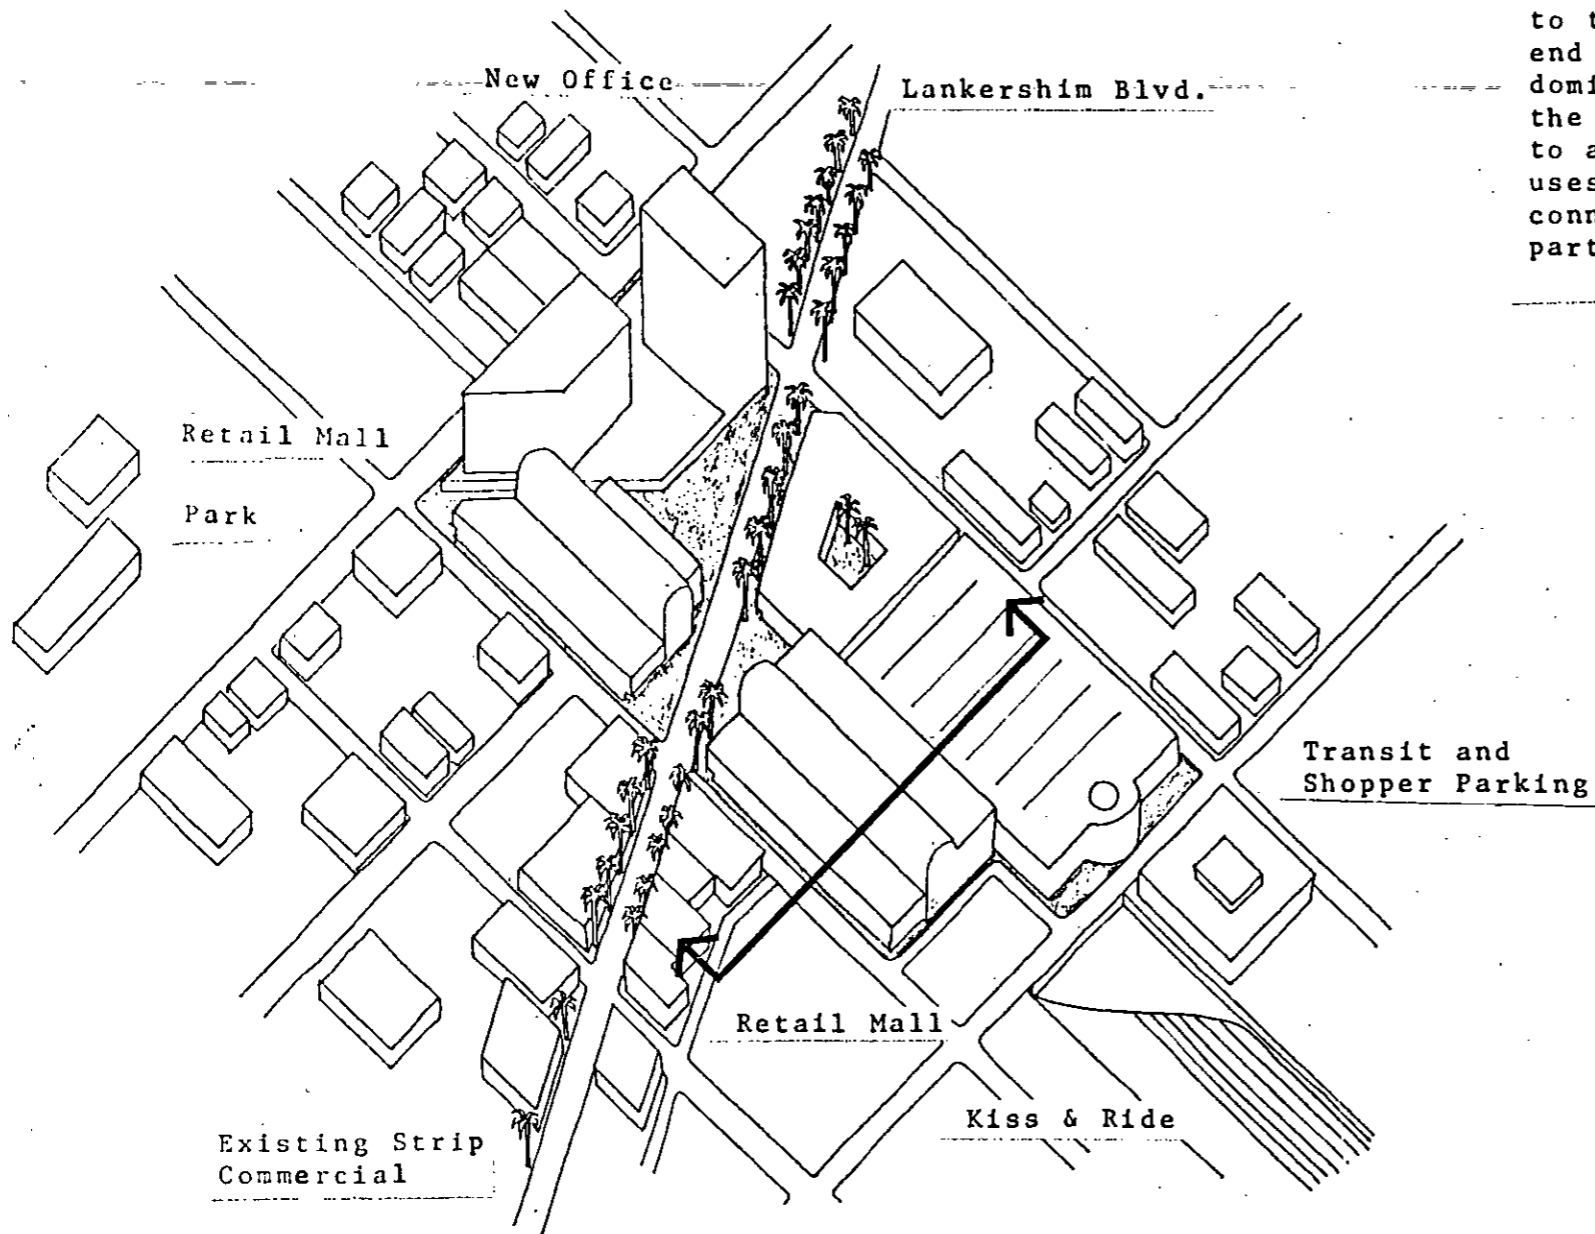 New Office
Lankershim Blvd.
Retail Mall
Park
Transit and
Shopper Parking
Retail Mall
Kiss & Ride
Existing Strip
Commercial
to t
end
domi
the
to a
uses
conn
part